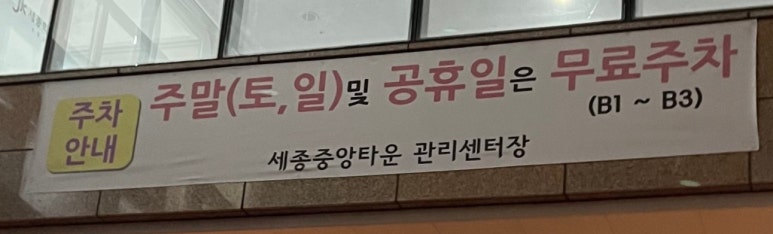 주차
안내
주말(토,일)및 공휴일은 무료주차
(B1 ~ B3)
세종중앙타운 관리센터장